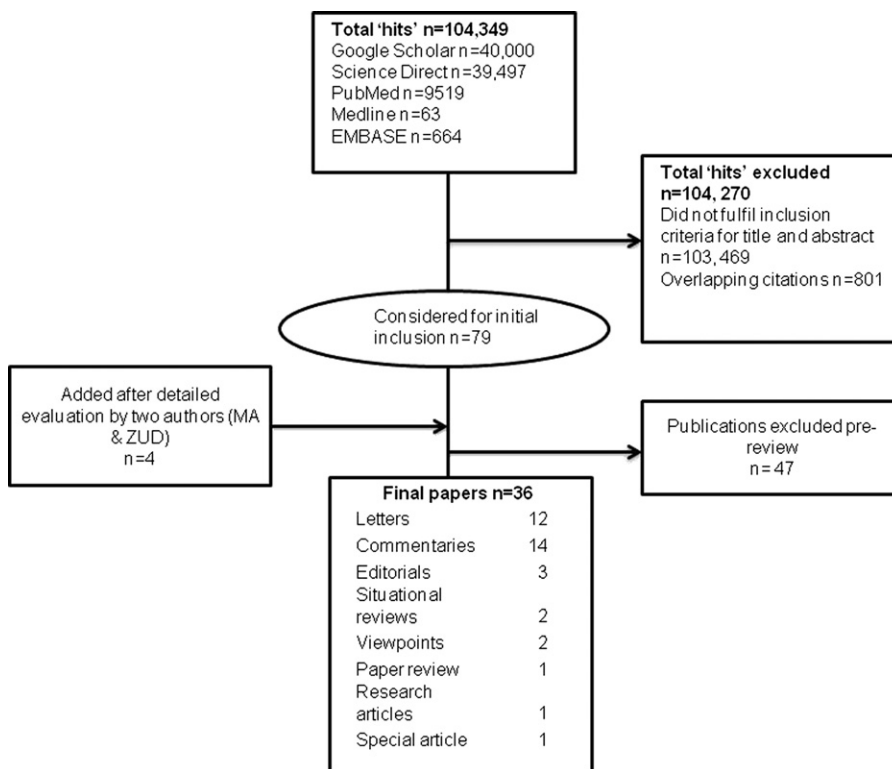 Total 'hits' n=104,349
Google Scholar n=40,000
Science Direct n=39,497
PubMed n=9519
Medline n=63
EMBASE n=664
Total 'hits' excluded
n=104, 270
Did not fulfil inclusion
criteria for title and abstract
n=103, 469
Overlapping citations n=801
Considered for initial
inclusion n=79
Added after detailed
evaluation by two authors (MA
& ZUD)
n=4
Publications excluded pre-
review
n= 47
Final papers n=36
Letters 12
Commentaries 14
Editorials 3
Situational
reviews 2
Viewpoints 2
Paper review 1
Research
articles 1
Special article 1